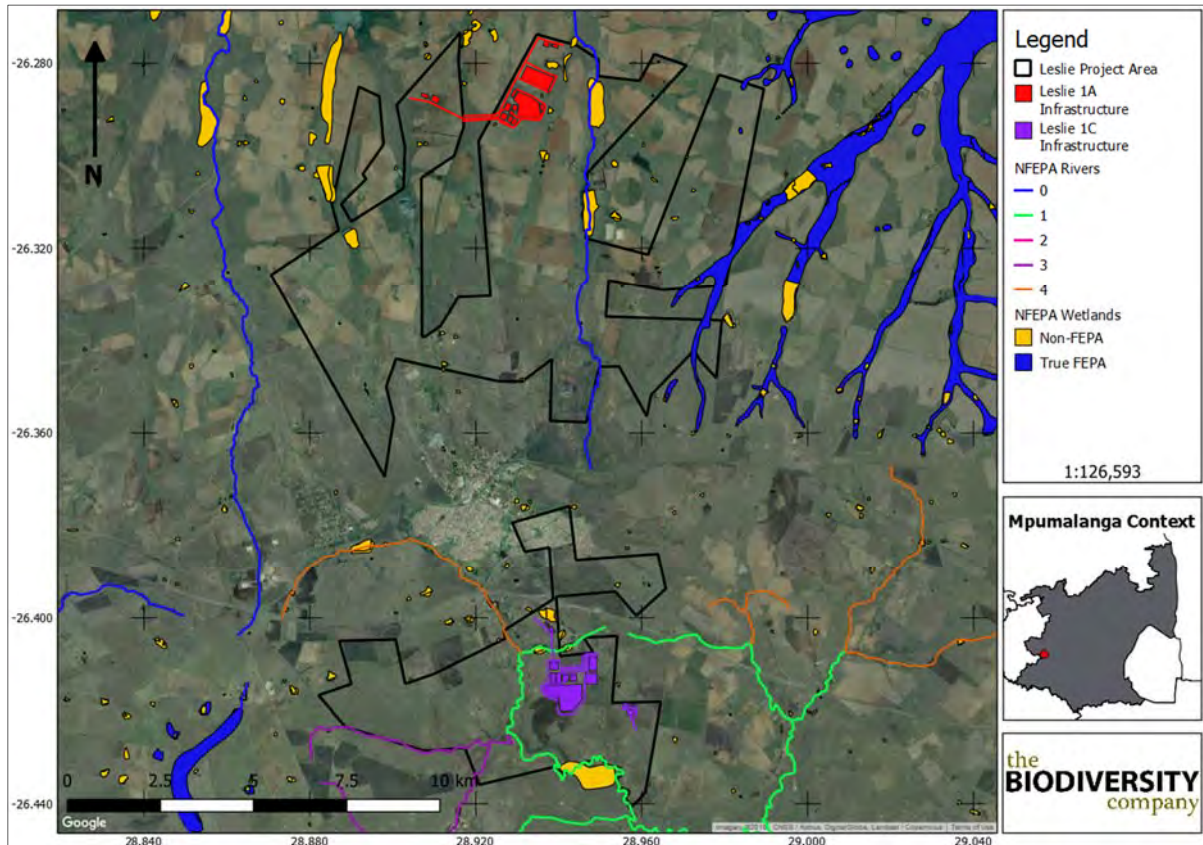 -26.280
-26.320
-26.360
-26.400
-26.440
N
0 2.5 5 7.5 10 km
Google
28.840 28.880 28.920 28.960 29.000 29.040
Legend
Leslie Project Area
Leslie 1A
Infrastructure
Leslie 1C
Infrastructure
NFEPA Rivers
0
1
2
3
4
NFEPA Wetlands
Non-FEPA
True FEPA
1:126,593
Mpumalanga Context
the
BIODIVERSITY
company